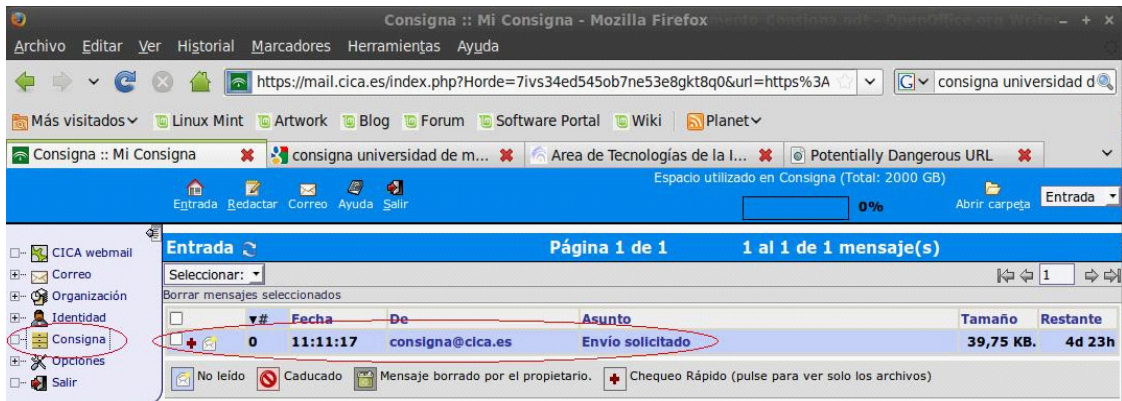 Consigna :: Mi Consigna - Mozilla Firefox
Archivo Editar Ver Historial Marcadores Herramientas Ayuda
https://mail.cica.es/index.php?Horde=7ivs34ed545ob7ne53e8gkt8q0&url=https%3A consigna universidad d
Más visitados Linux Mint Artwork Blog Forum Software Portal Wiki Planet
Consigna :: Mi Consigna consigna universidad de m... Area de Tecnologías de la I... Potentially Dangerous URL
Espacio utilizado en Consigna (Total: 2000 GB)
Entrada Redactar Correo Ayuda Salir 0% Abrir carpeta Entrada
CICA webmail
Correo
Organización
Identidad
Consigna
Opciones
Salir
Entrada Página 1 de 1 1 al 1 de 1 mensaje(s)
Seleccionar: 1
Borrar mensajes seleccionados
# Fecha De Asunto Tamaño Restante
0 11:11:17 consigna@cica.es Envío solicitado 39,75 KB. 4d 23h
No leído Caducado Mensaje borrado por el propietario. Chequeo Rápido (pulse para ver solo los archivos)